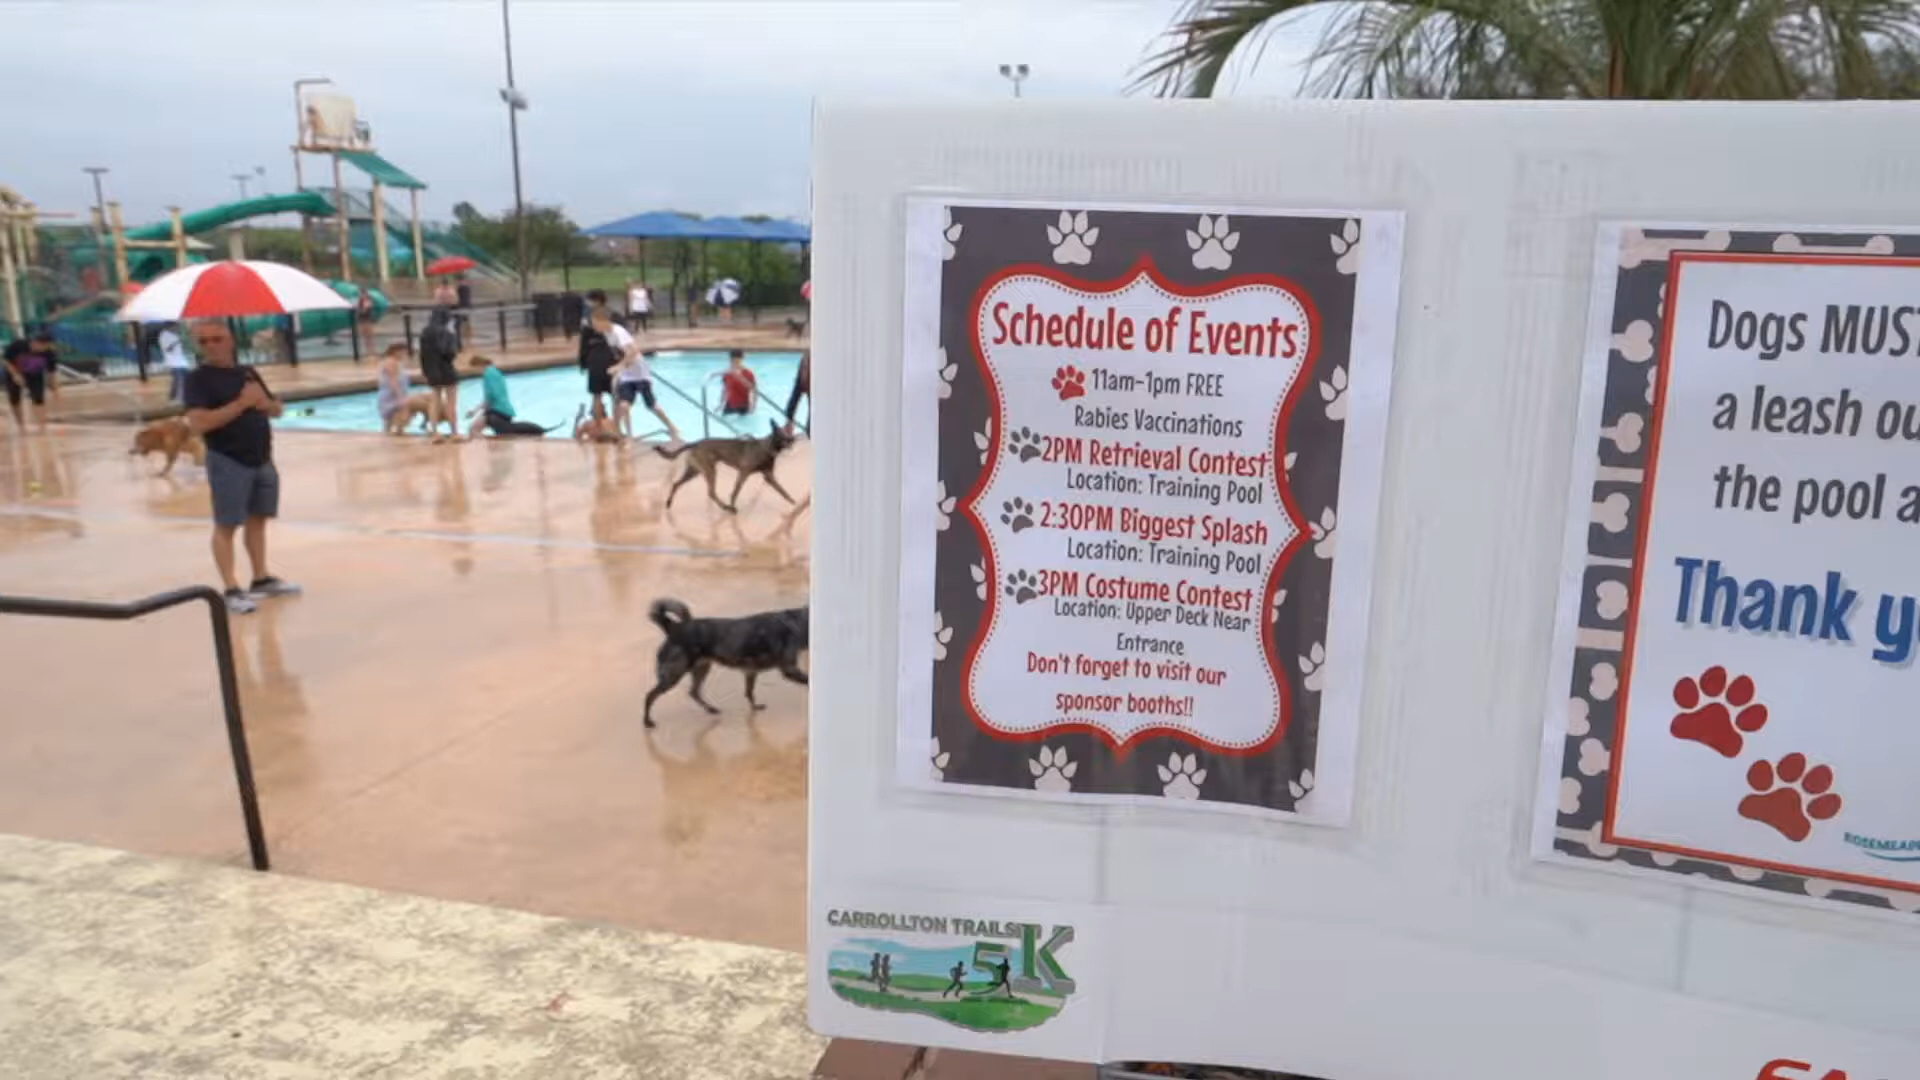 Schedule of Events
11am-1pm FREE
Rabies Vaccinations
2PM Retrieval Contest
Location: Training Pool
2:30PM Biggest Splash
Location: Training Pool
3PM Costume Contest
Location: Upper Deck Near
Entrance
Don't forget to visit our
sponsor booths!!
Dogs MUST
a leash
the pool
Thank
CARROLLTON TRAILS
5K